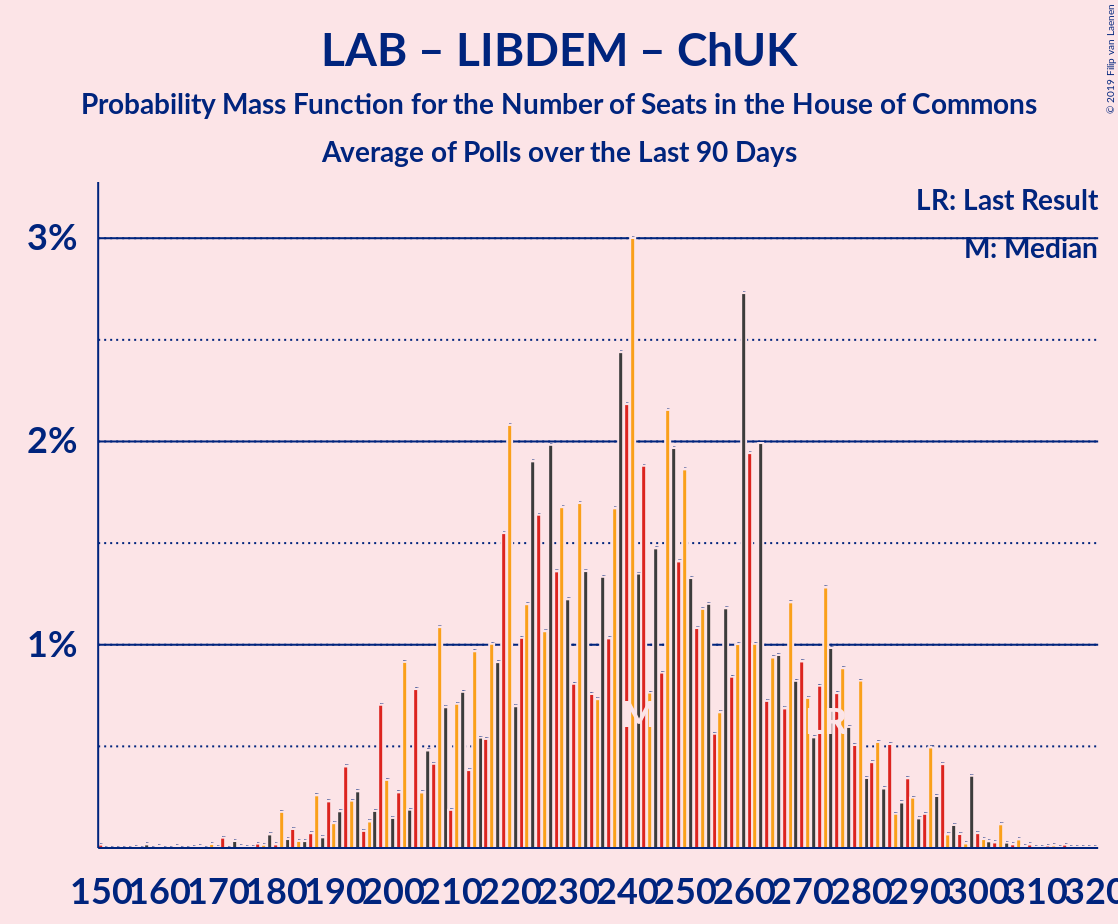 LAB – LIBDEM – ChUK
Probability Mass Function for the Number of Seats in the House of Commons
Average of Polls over the Last 90 Days
© 2019 Filip van Laenen
LR: Last Result
M: Median
3%
2%
1%
M
LR
150 160 170 180 190 200 210 220 230 240 250 260 270 280 290 300 310 320